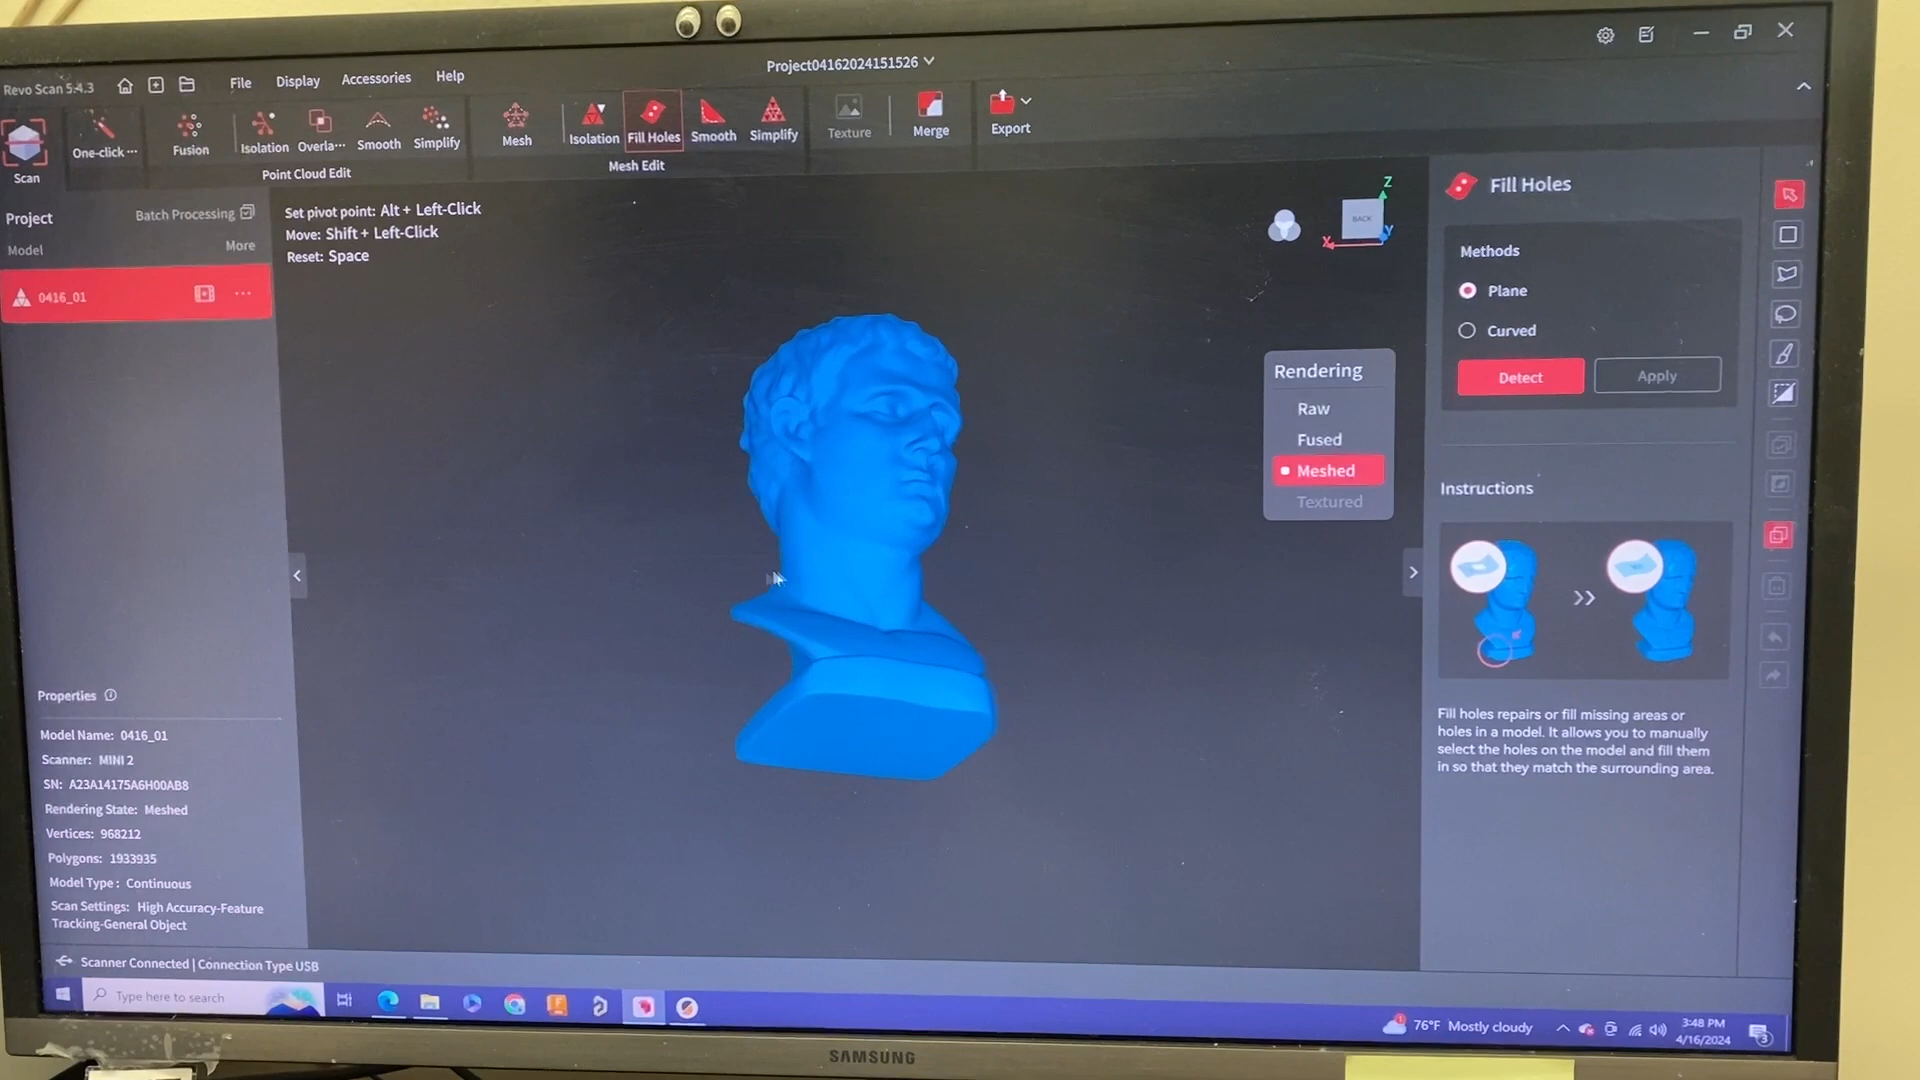 Project04162024151526
Revo Scan 5.4.3
File
Display
Accessories
Help
Scan
One-click ···
Fusion
Isolation
Overla···
Smooth
Simplify
Point Cloud Edit
Mesh
Isolation
Fill Holes
Smooth
Simplify
Mesh Edit
Texture
Merge
Export
Project
Batch Processing
Model
More
0416_01
Set pivot point: Alt + Left-Click
Move: Shift + Left-Click
Reset: Space
Z
BACK
X
Y
Rendering
Raw
Fused
Meshed
Textured
Fill Holes
Methods
Plane
Curved
Detect
Apply
Instructions
Fill holes repairs or fill missing areas or
holes in a model. It allows you to manually
select the holes on the model and fill them
in so that they match the surrounding area.
Properties
Model Name: 0416_01
Scanner: MINI 2
SN: A23A14175A6H00AB8
Rendering State: Meshed
Vertices: 968212
Polygons: 1933935
Model Type : Continuous
Scan Settings: High Accuracy-Feature
Tracking-General Object
Scanner Connected | Connection Type USB
Type here to search
76°F Mostly cloudy
3:48 PM
4/16/2024
3
SAMSUNG